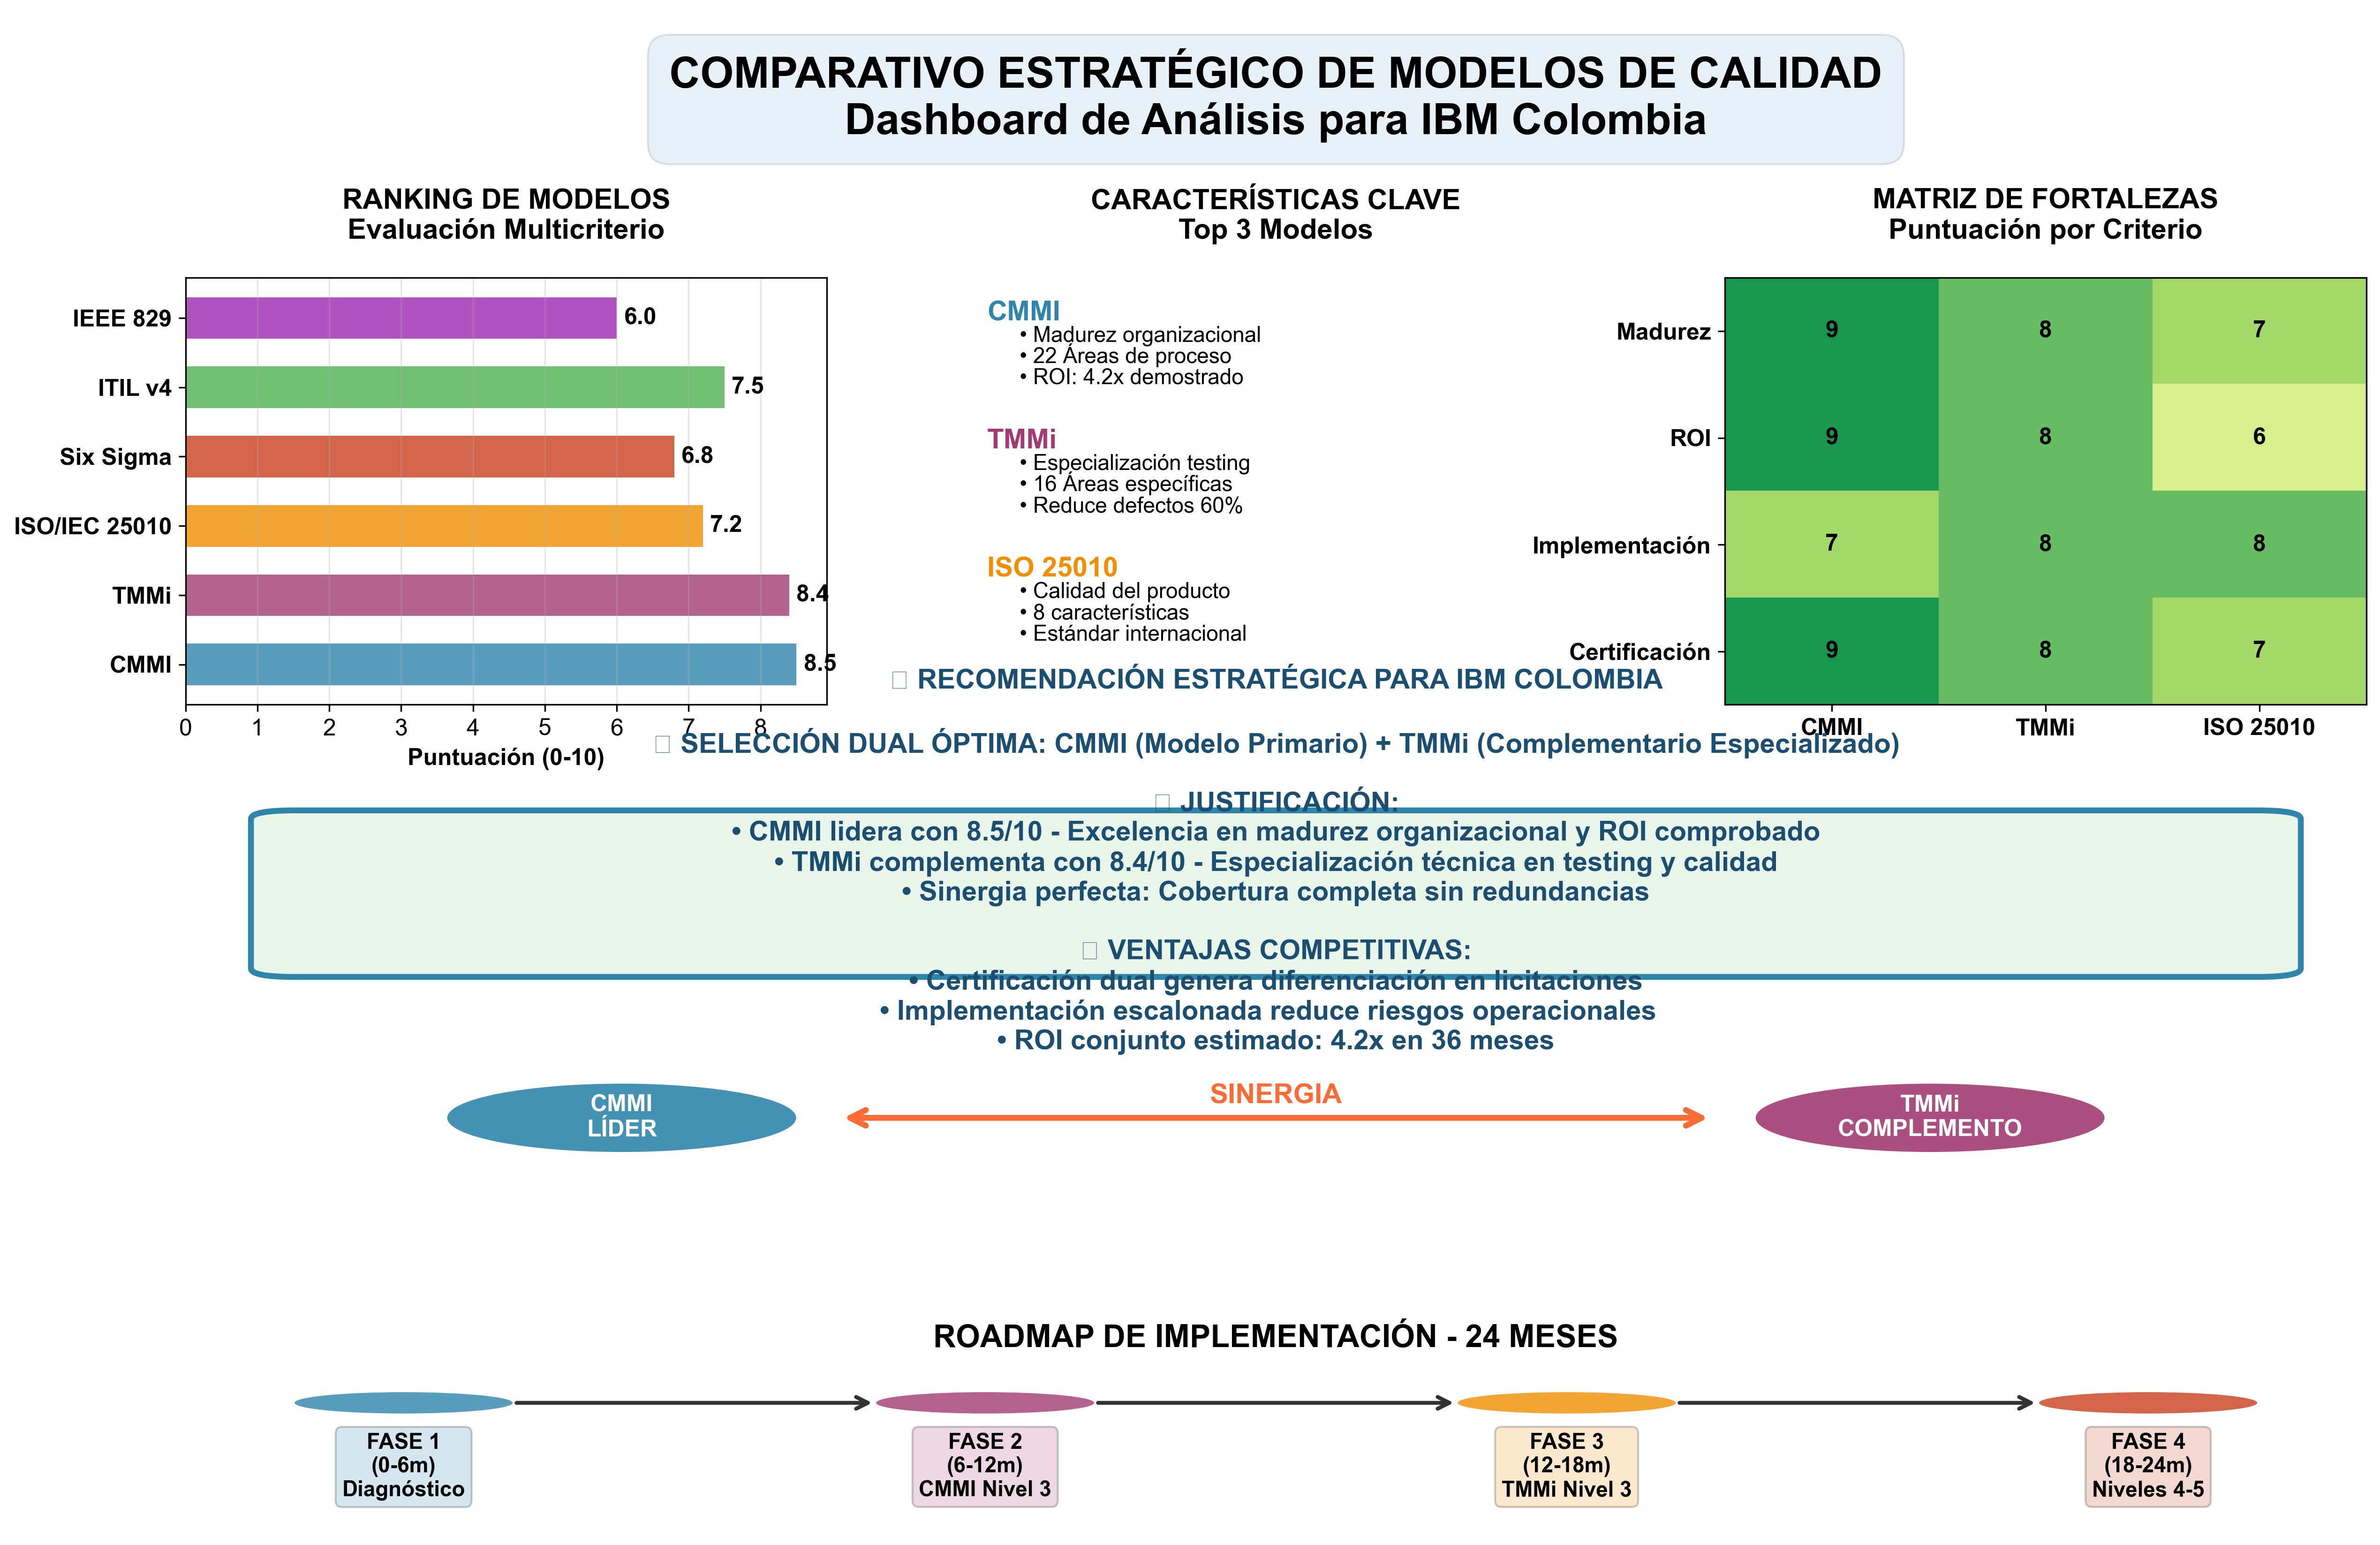 COMPARATIVO ESTRATÉGICO DE MODELOS DE CALIDAD
Dashboard de Análisis para IBM Colombia
RANKING DE MODELOS
Evaluación Multicriterio
IEEE 829
6.0
ITIL v4
7.5
Six Sigma
6.8
ISO/IEC 25010
7.2
TMMi
8.4
CMMI
8.5
0 1 2 3 4 5 6 7 8
Puntuación (0-10)
CARACTERÍSTICAS CLAVE
Top 3 Modelos
CMMI
• Madurez organizacional
• 22 Áreas de proceso
• ROI: 4.2x demostrado
TMMi
• Especialización testing
• 16 Áreas específicas
• Reduce defectos 60%
ISO 25010
• Calidad del producto
• 8 características
• Estándar internacional
MATRIZ DE FORTALEZAS
Puntuación por Criterio
Madurez 9 8 7
ROI 9 8 6
Implementación 7 8 8
Certificación 9 8 7
CMMI TMMi ISO 25010
RECOMENDACIÓN ESTRATÉGICA PARA IBM COLOMBIA
SELECCIÓN DUAL ÓPTIMA: CMMI (Modelo Primario) + TMMi (Complementario Especializado)
JUSTIFICACIÓN:
• CMMI lidera con 8.5/10 - Excelencia en madurez organizacional y ROI comprobado
• TMMi complementa con 8.4/10 - Especialización técnica en testing y calidad
• Sinergia perfecta: Cobertura completa sin redundancias
VENTAJAS COMPETITIVAS:
• Certificación dual genera diferenciación en licitaciones
• Implementación escalonada reduce riesgos operacionales
• ROI conjunto estimado: 4.2x en 36 meses
CMMI
LÍDER
SINERGIA
TMMi
COMPLEMENTO
ROADMAP DE IMPLEMENTACIÓN - 24 MESES
FASE 1
(0-6m)
Diagnóstico
FASE 2
(6-12m)
CMMI Nivel 3
FASE 3
(12-18m)
TMMi Nivel 3
FASE 4
(18-24m)
Niveles 4-5